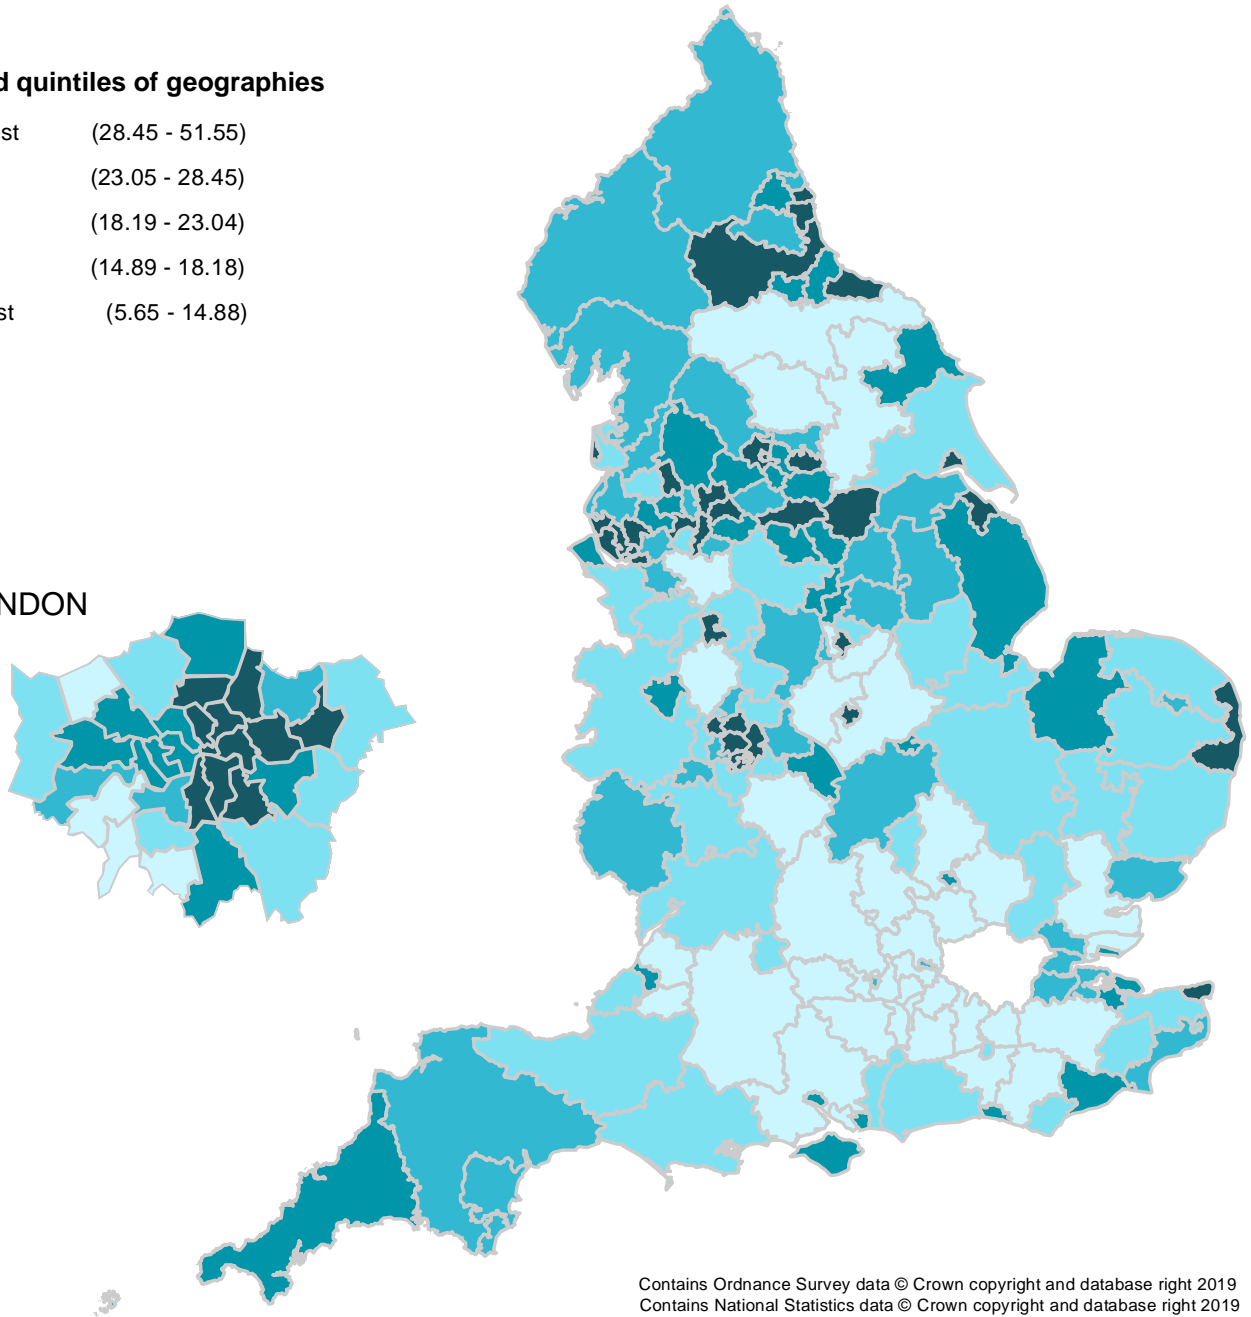 d quintiles of geographies
st (28.45 - 51.55)
(23.05 - 28.45)
(18.19 - 23.04)
(14.89 - 18.18)
st (5.65 - 14.88)
NDON
Contains Ordnance Survey data © Crown copyright and database right 2019
Contains National Statistics data © Crown copyright and database right 2019